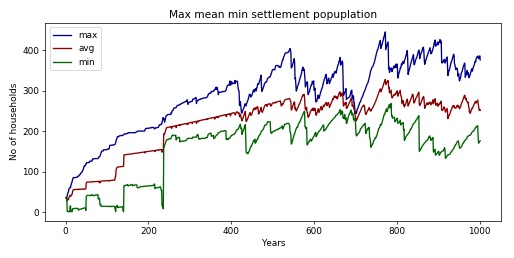 Max mean min settlement popuplation
max
avg
min
No of households
400
300
200
100
0
0 200 400 600 800 1000
Years